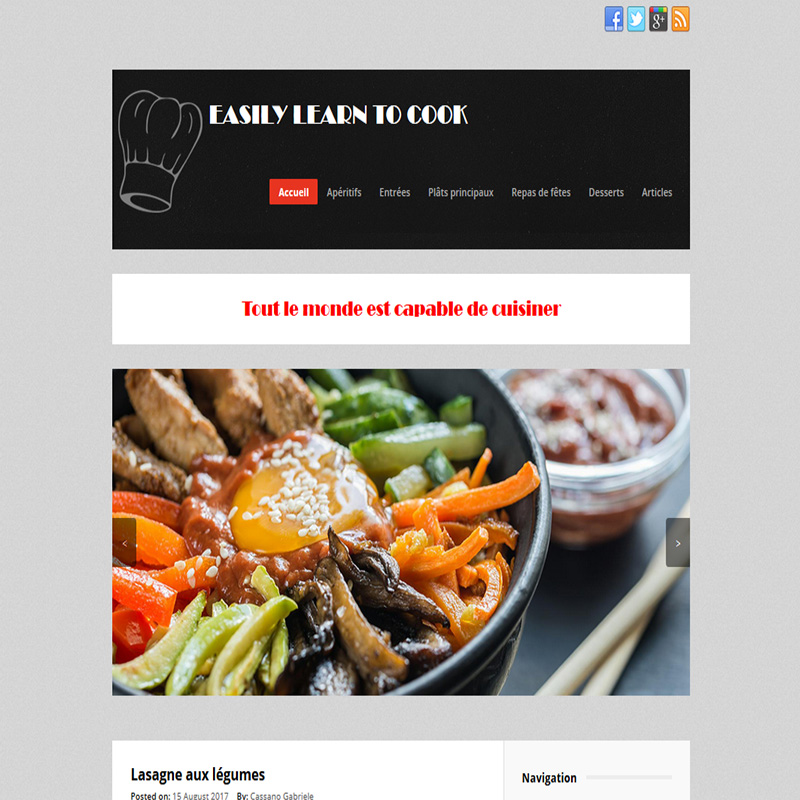 EASILY LEARN TO COOK
Accueil Apéritifs Entrées Plâts principaux Repas de fêtes Desserts Articles
Tout le monde est capable de cuisiner
Lasagne aux légumes
Posted on: 15 August 2017 By: Cassano Gabriele
Navigation